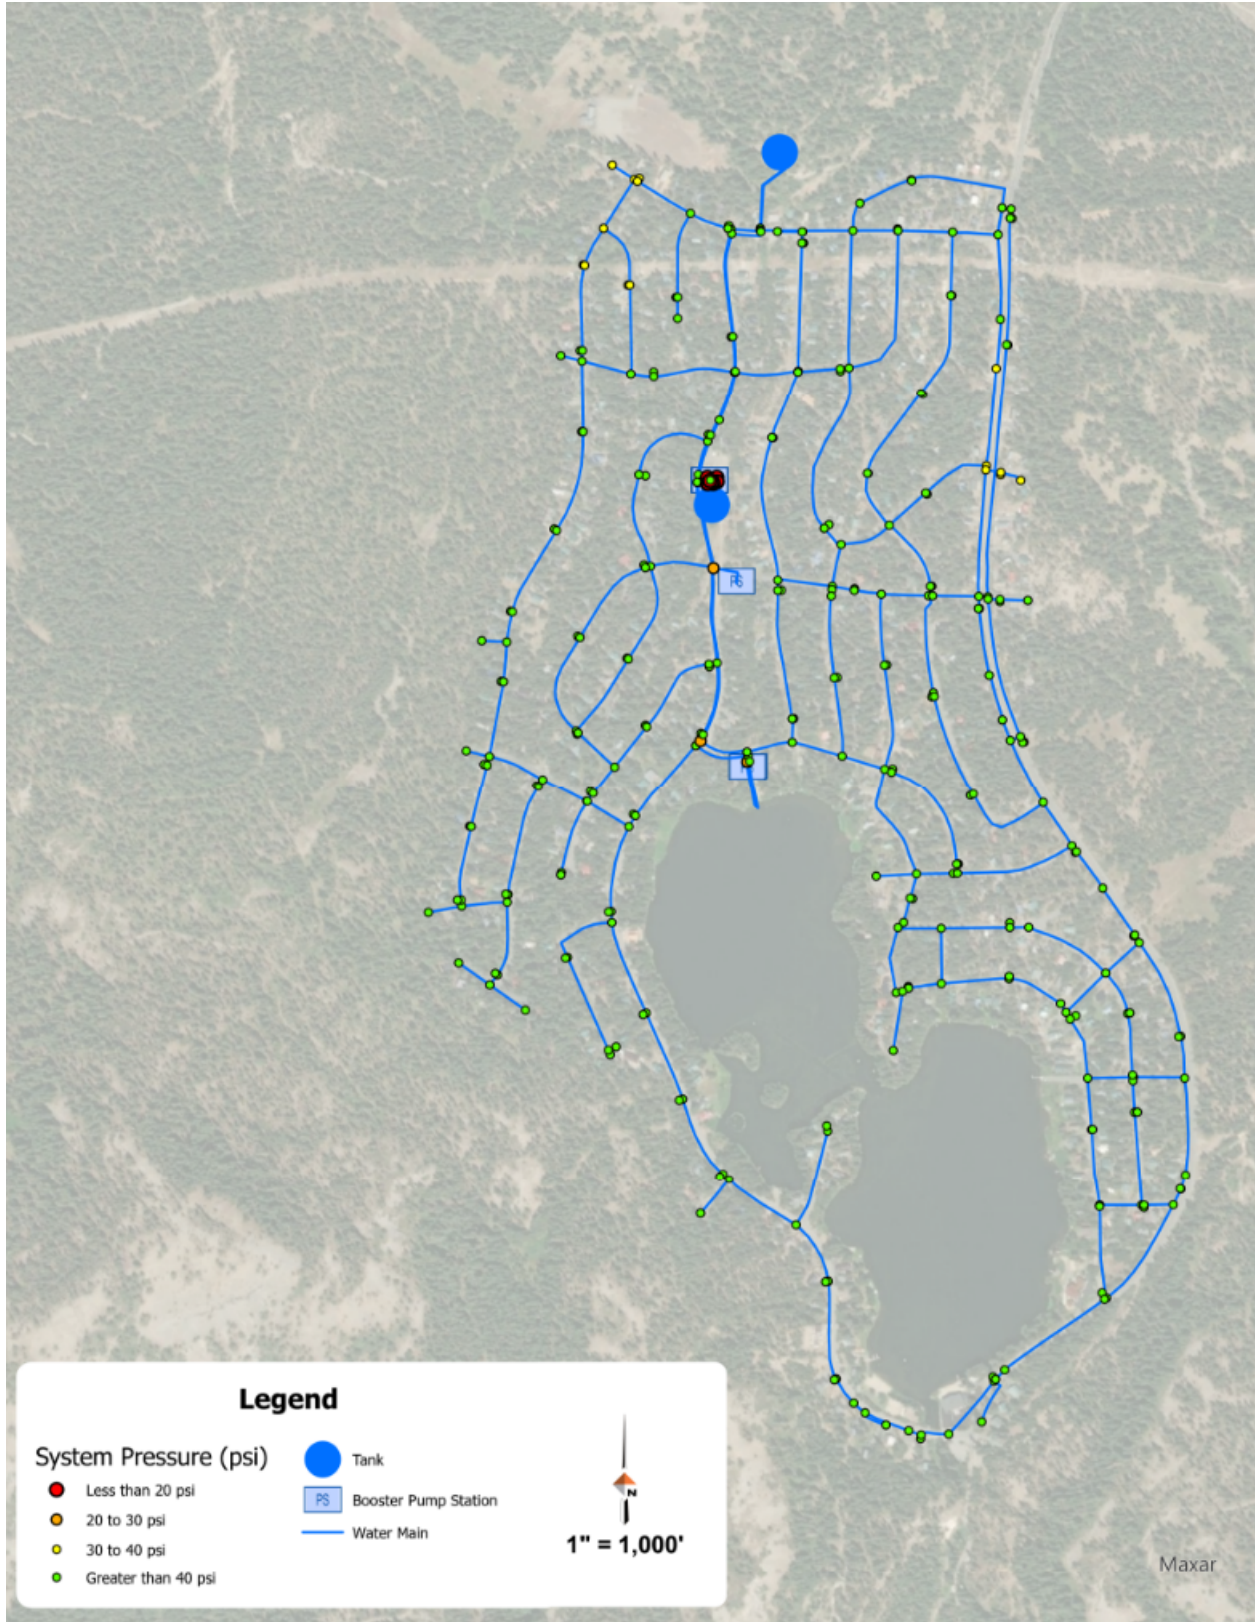 PS
Legend
System Pressure (psi)
Less than 20 psi
20 to 30 psi
30 to 40 psi
Greater than 40 psi
Tank
PS
Booster Pump Station
Water Main
N
1" = 1,000'
Maxar